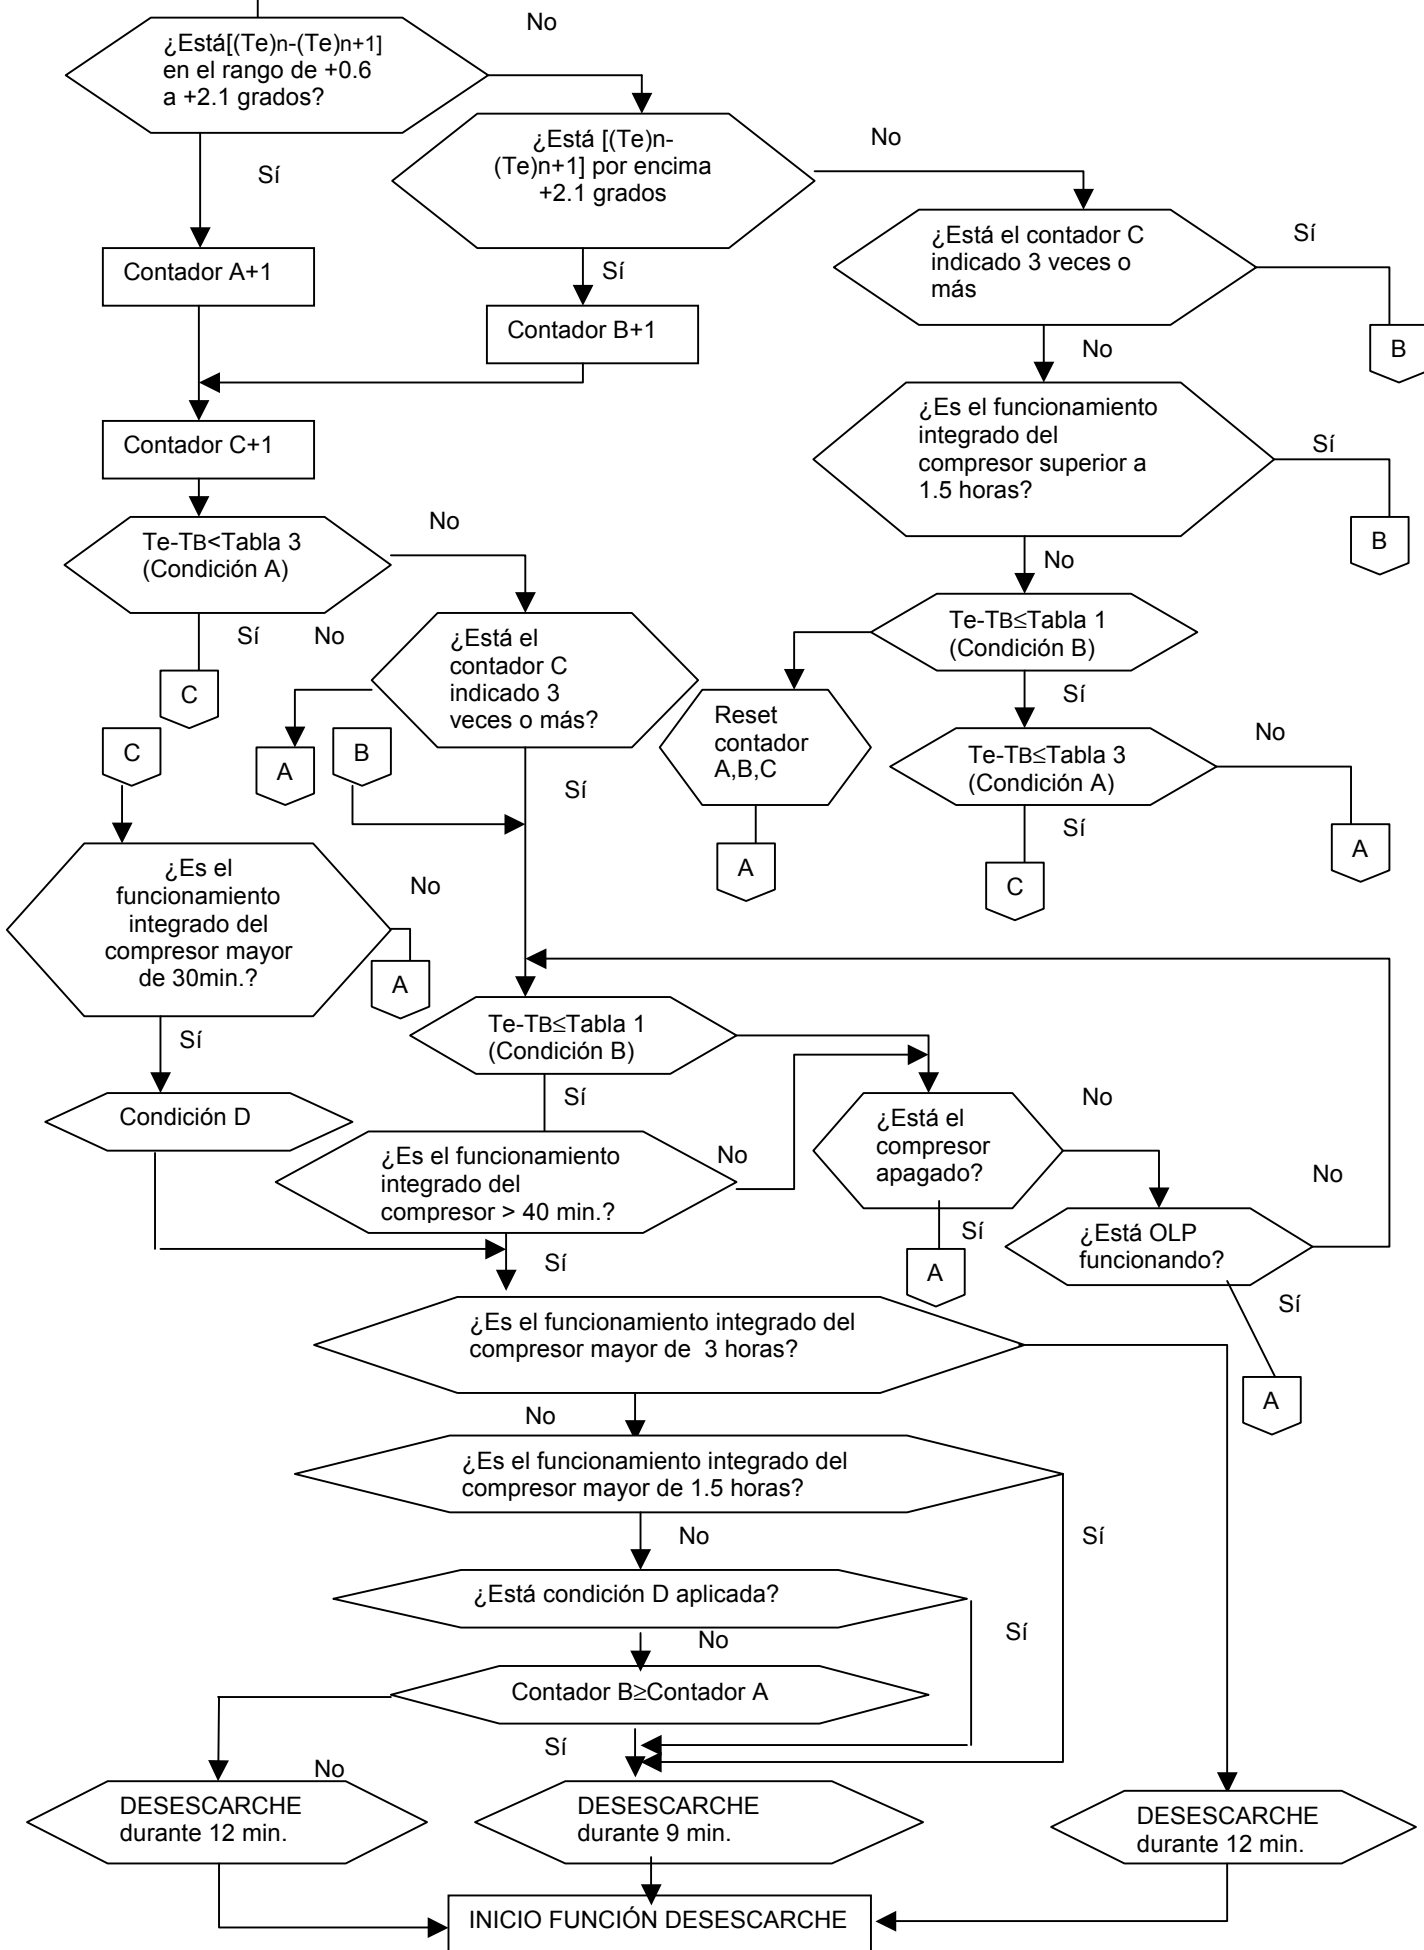 No
¿Está[(Te)n-(Te)n+1]
en el rango de +0.6
a +2.1 grados?
¿Está [(Te)n-
(Te)n+1] por encima
+2.1 grados
No
Sí
¿Está el contador C
indicado 3 veces o
más
Sí
Contador A+1
Sí
Contador B+1
No
B
¿Es el funcionamiento
integrado del
compresor superior a
1.5 horas?
Sí
Contador C+1
No
B
Te-TB<Tabla 3
(Condición A)
No
Te-TB≤Tabla 1
(Condición B)
Sí
No
¿Está el
contador C
indicado 3
veces o más?
C
Sí
Reset
contador
A,B,C
C
A
B
Te-TB≤Tabla 3
(Condición A)
No
Sí
Sí
A
A
C
¿Es el
funcionamiento
integrado del
compresor mayor
de 30min.?
No
A
Te-TB≤Tabla 1
(Condición B)
Sí
Sí
Condición D
¿Está el
compresor
apagado?
No
¿Es el funcionamiento
integrado del
compresor > 40 min.?
No
No
Sí
¿Está OLP
funcionando?
Sí
A
Sí
¿Es el funcionamiento integrado del
compresor mayor de  3 horas?
A
No
¿Es el funcionamiento integrado del
compresor mayor de 1.5 horas?
No
Sí
¿Está condición D aplicada?
Sí
No
Contador B≥Contador A
Sí
No
DESESCARCHE
durante 12 min.
DESESCARCHE
durante 9 min.
DESESCARCHE
durante 12 min.
INICIO FUNCIÓN DESESCARCHE